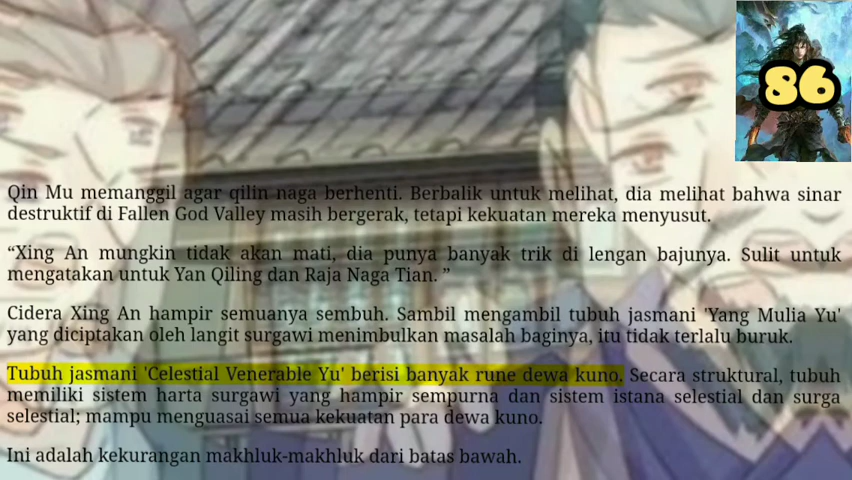 86
Qin Mu memanggil agar qilin naga berhenti. Berbalik untuk melihat, dia melihat bahwa sinar
destruktif di Fallen God Valley masih bergerak, tetapi kekuatan mereka menyusut.
“Xing An mungkin tidak akan mati, dia punya banyak trik di lengan bajunya. Sulit untuk
mengatakan untuk Yan Qiling dan Raja Naga Tian. ”
Cidera Xing An hampir semuanya sembuh. Sambil mengambil tubuh jasmani 'Yang Mulia Yu'
yang diciptakan oleh langit surgawi menimbulkan masalah baginya, itu tidak terlalu buruk.
Tubuh jasmani 'Celestial Venerable Yu' berisi banyak rune dewa kuno. Secara struktural, tubuh
memiliki sistem harta surgawi yang hampir sempurna dan sistem istana selestial dan surga
selestial; mampu menguasai semua kekuatan para dewa kuno.
Ini adalah kekurangan makhluk-makhluk dari batas bawah.